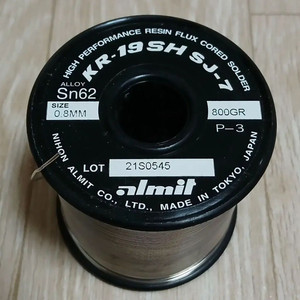 HIGH PERFORMANCE RESIN FLUX CORED SOLDER
KR-19SH SJ-7
ALLOY
Sn62
SIZE
0.8MM
800GR
P-3
LOT 21S0545
almit
NIHON ALMIT CO., LTD., MADE IN TOKYO, JAPAN